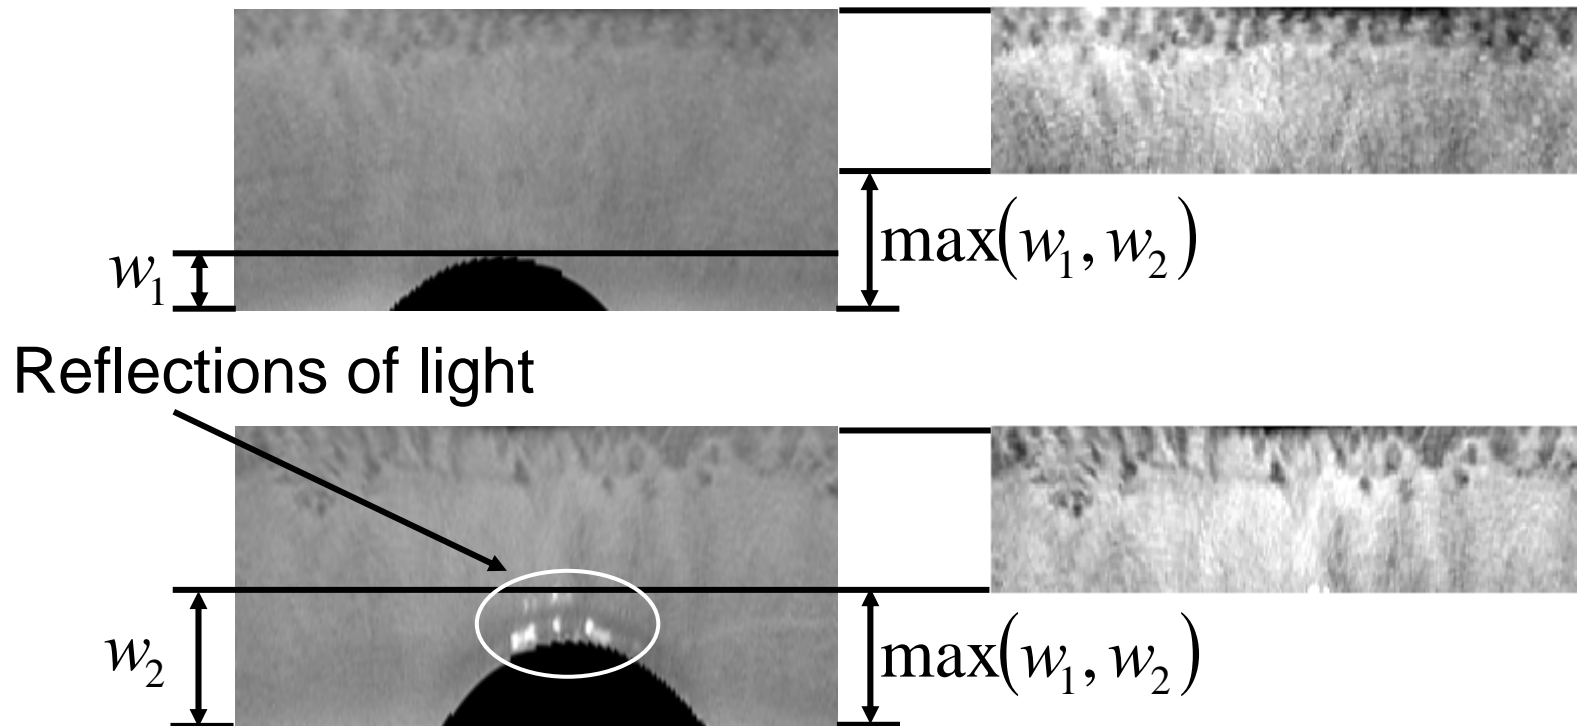 w₁
max(w₁, w₂)
Reflections of light
w₂
max(w₁, w₂)